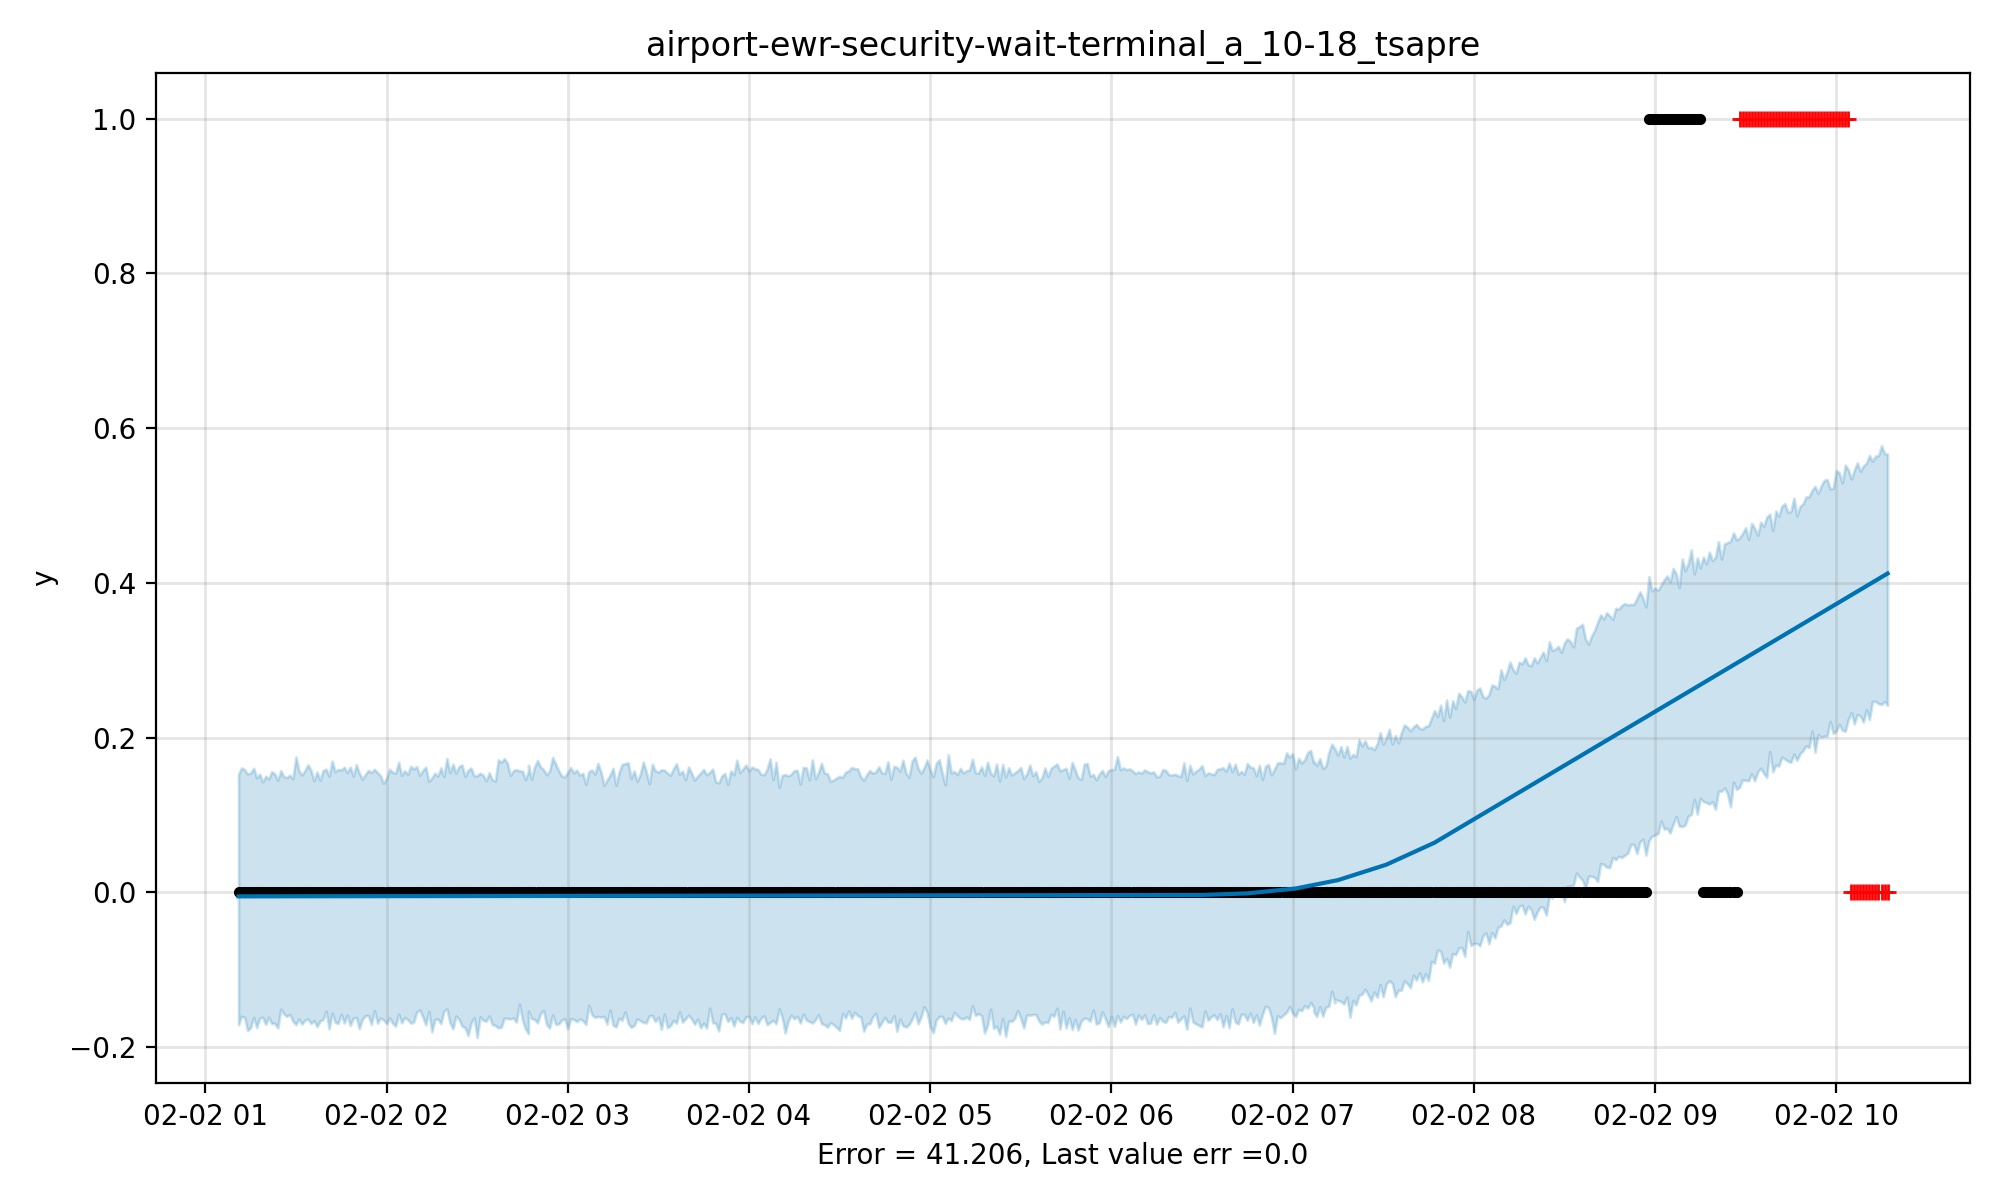 airport-ewr-security-wait-terminal_a_10-18_tsapre
1.0
0.8
0.6
0.4
0.2
0.0
−0.2
y
02-02 01 02-02 02 02-02 03 02-02 04 02-02 05 02-02 06 02-02 07 02-02 08 02-02 09 02-02 10
Error = 41.206, Last value err =0.0